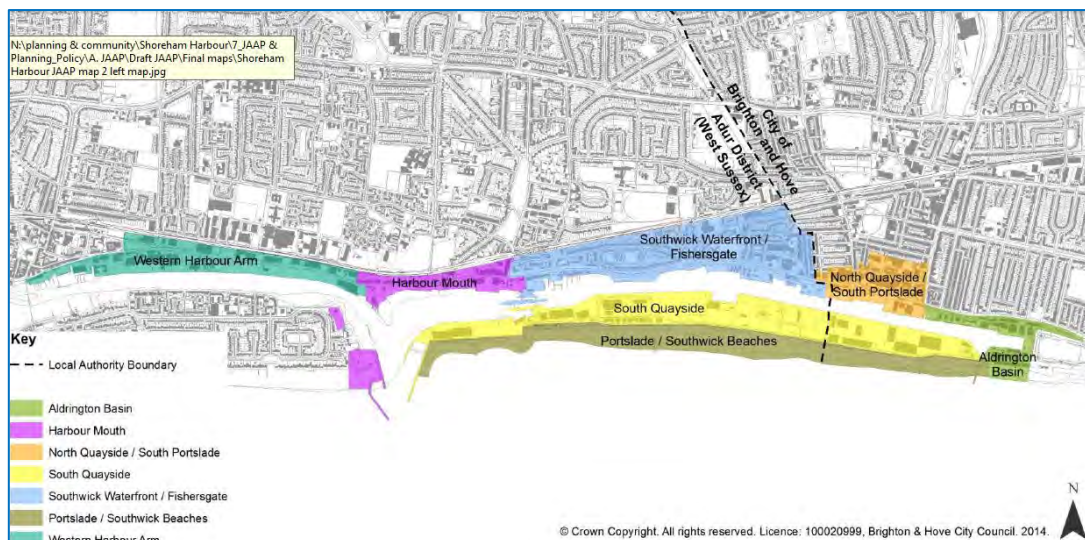 N:\planning & community\Shoreham Harbour\7_JAAP &
Planning_Policy\A. JAAP\Draft JAAP\Final maps\Shoreham
Harbour JAAP map 2 left map.jpg
City of
Brighton and Hove
Adur District
(West Sussex)
Western Harbour Arm
Harbour Mouth
Southwick Waterfront /
Fishersgate
North Quayside /
South Portslade
South Quayside
Portslade / Southwick Beaches
Aldrington
Basin
Key
Local Authority Boundary
Aldrington Basin
Harbour Mouth
North Quayside / South Portslade
South Quayside
Southwick Waterfront / Fishersgate
Portslade / Southwick Beaches
Western Harbour Arm
N
© Crown Copyright. All rights reserved. Licence: 100020999, Brighton & Hove City Council. 2014.